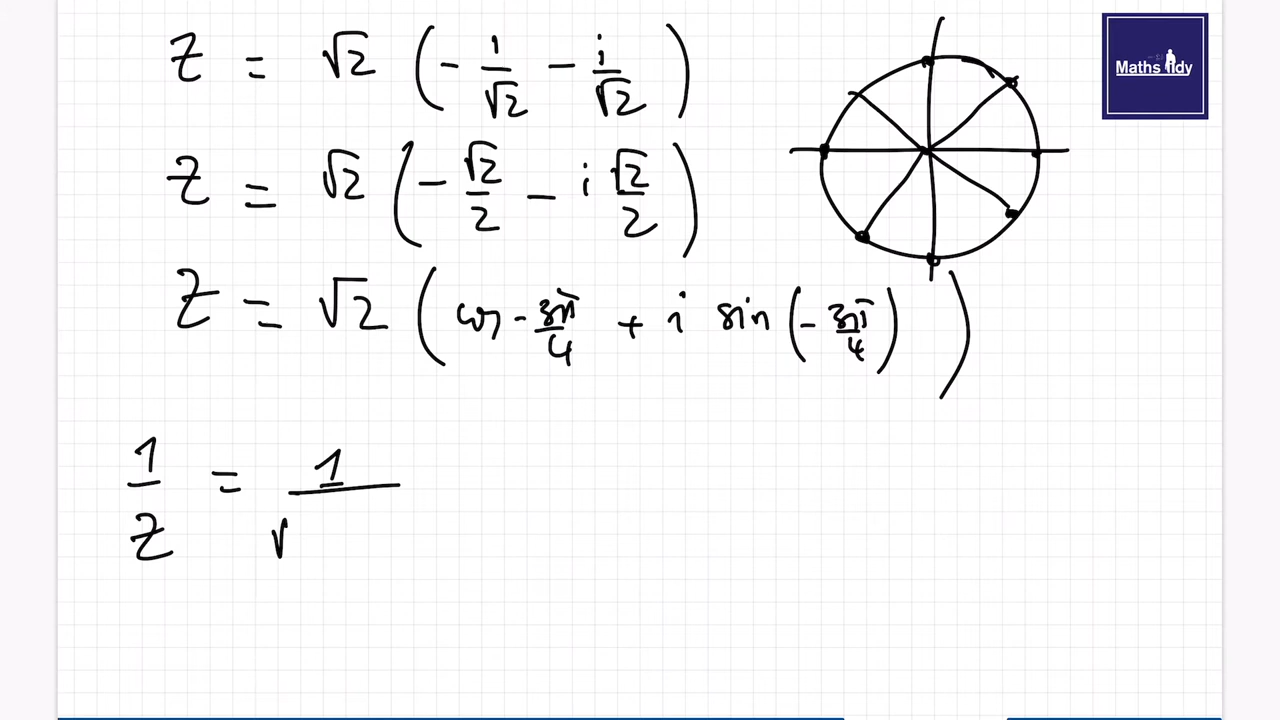 z = √2 (- 1/√2 - i/√2)
Maths
z = √2 (- √2/2 - i √2/2)
z = √2 (cos - 3π/4 + i sin (- 3π/4))
1/z = 1/√